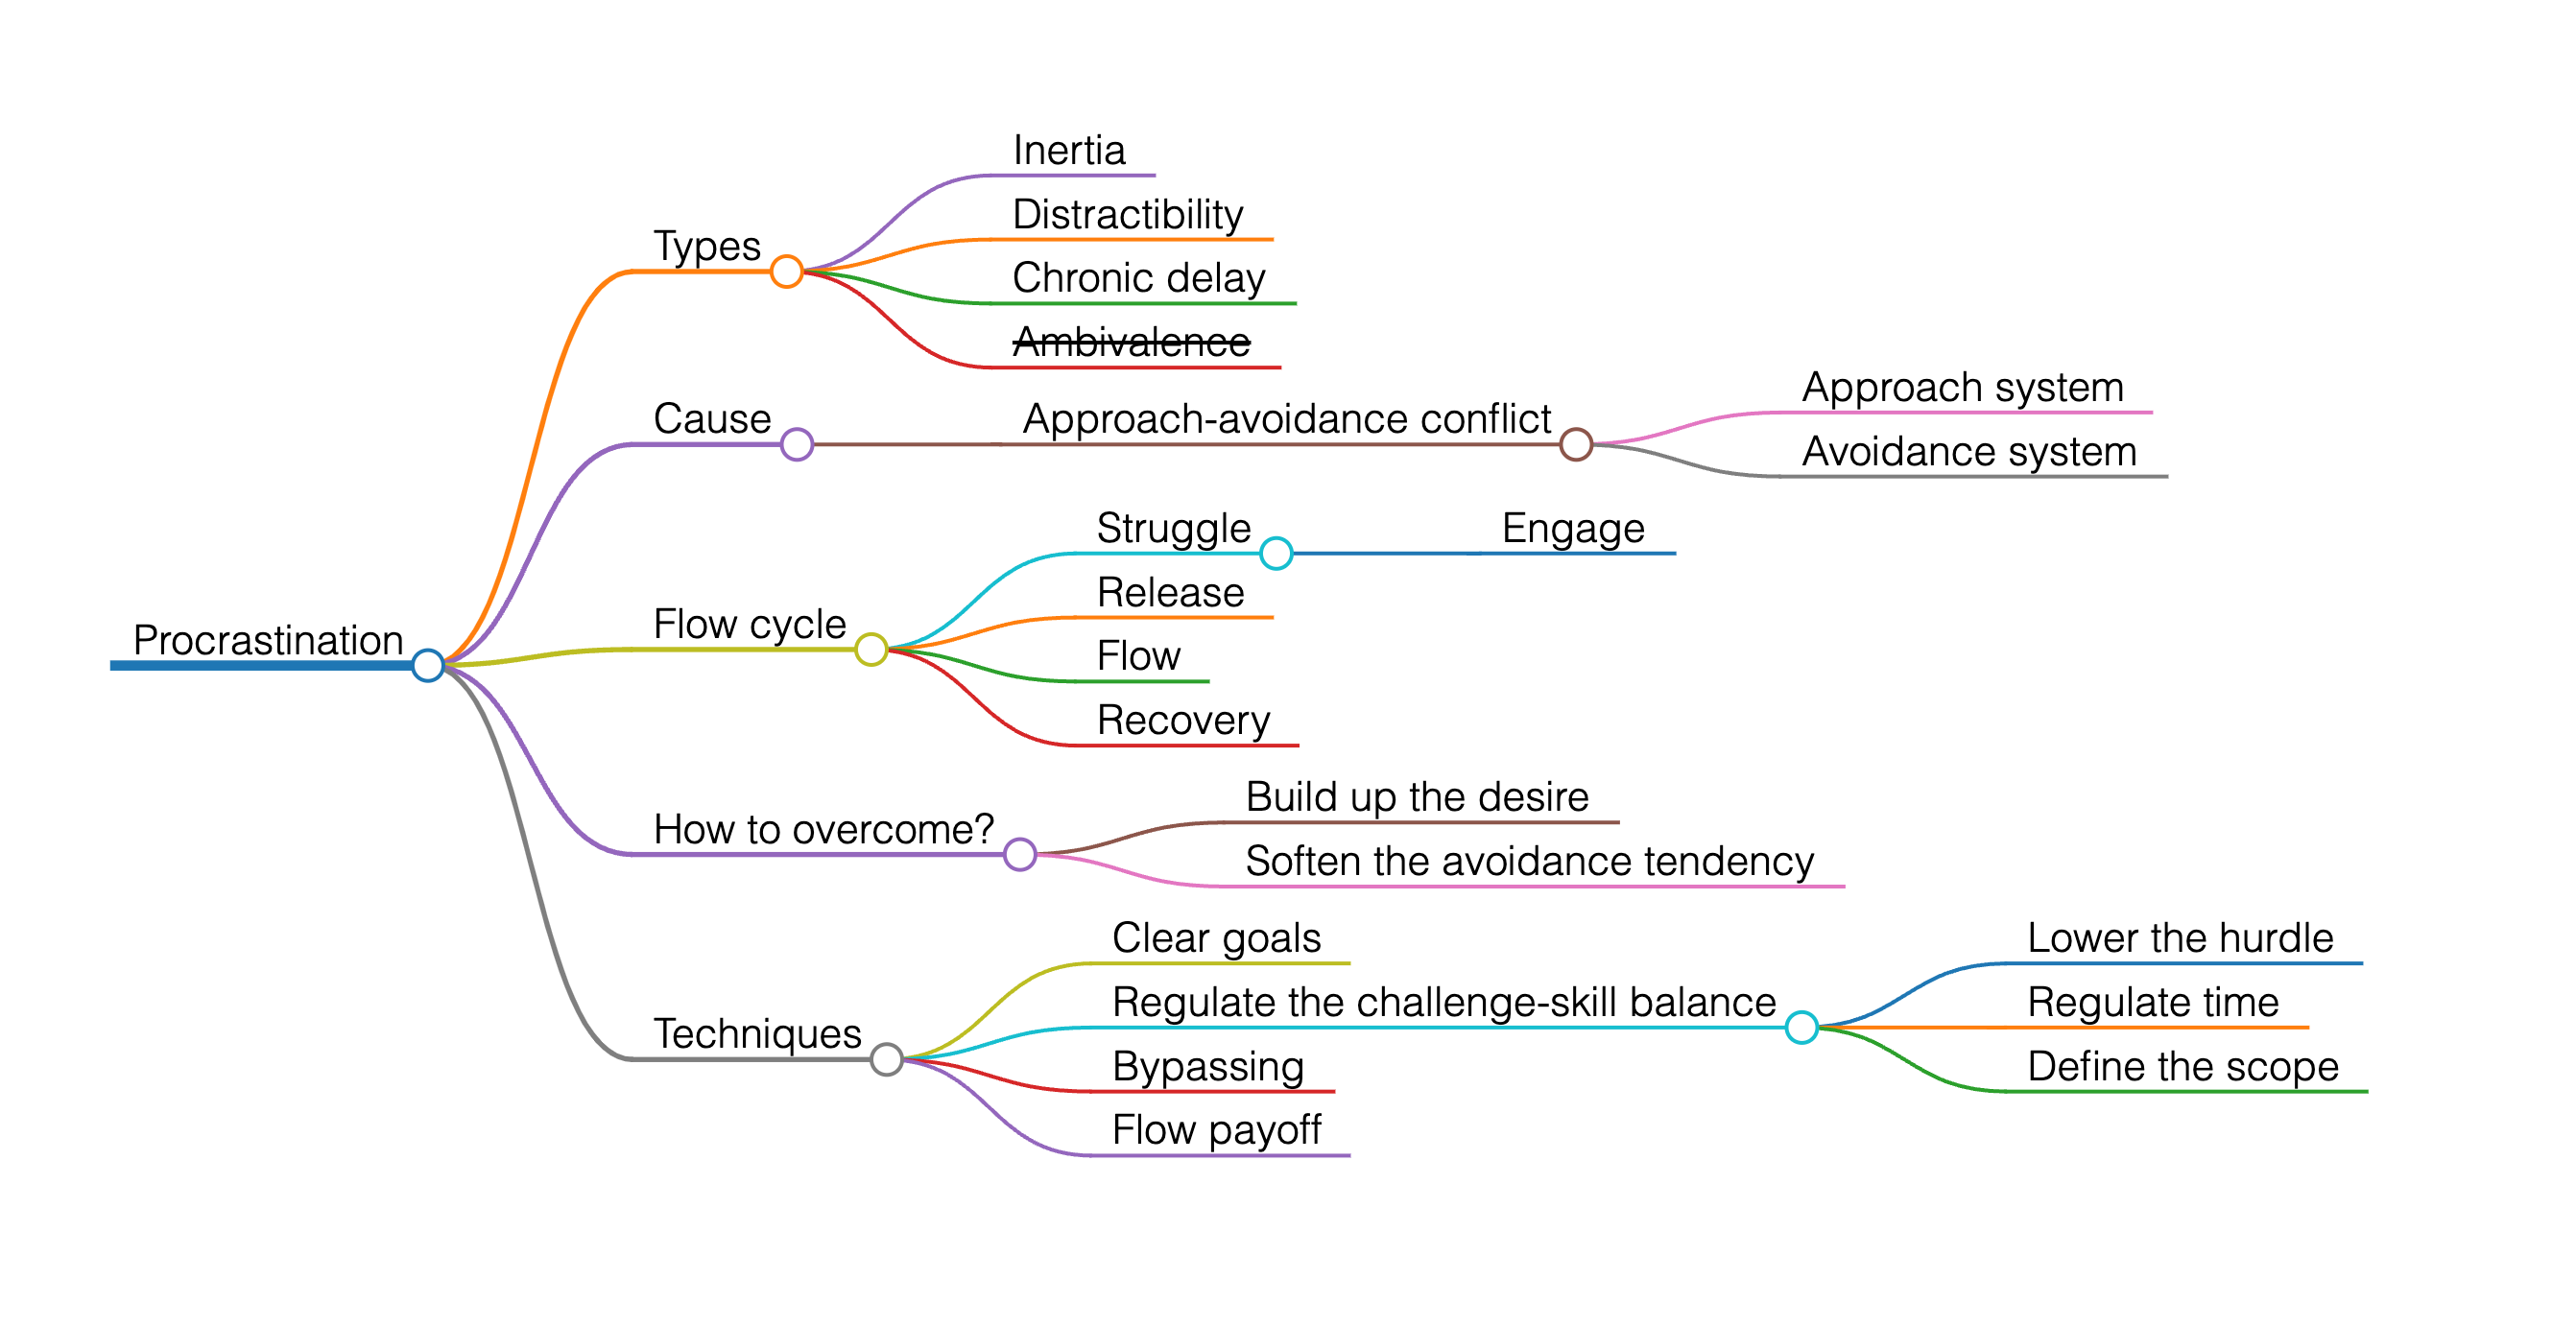 Procrastination
Types
Inertia
Distractibility
Chronic delay
Ambivalence
Cause
Approach-avoidance conflict
Approach system
Avoidance system
Flow cycle
Struggle
Engage
Release
Flow
Recovery
How to overcome?
Build up the desire
Soften the avoidance tendency
Techniques
Clear goals
Regulate the challenge-skill balance
Lower the hurdle
Regulate time
Define the scope
Bypassing
Flow payoff